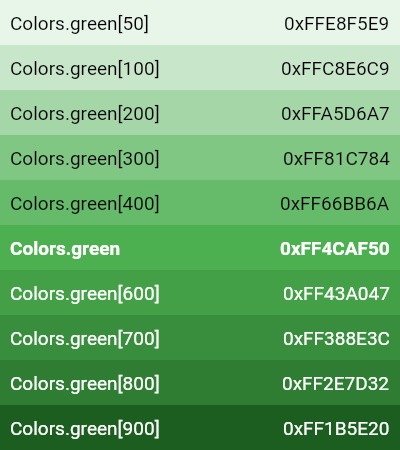 Colors.green[50] 0xFFE8F5E9
Colors.green[100] 0xFFC8E6C9
Colors.green[200] 0xFFA5D6A7
Colors.green[300] 0xFF81C784
Colors.green[400] 0xFF66BB6A
Colors.green 0xFF4CAF50
Colors.green[600] 0xFF43A047
Colors.green[700] 0xFF388E3C
Colors.green[800] 0xFF2E7D32
Colors.green[900] 0xFF1B5E20